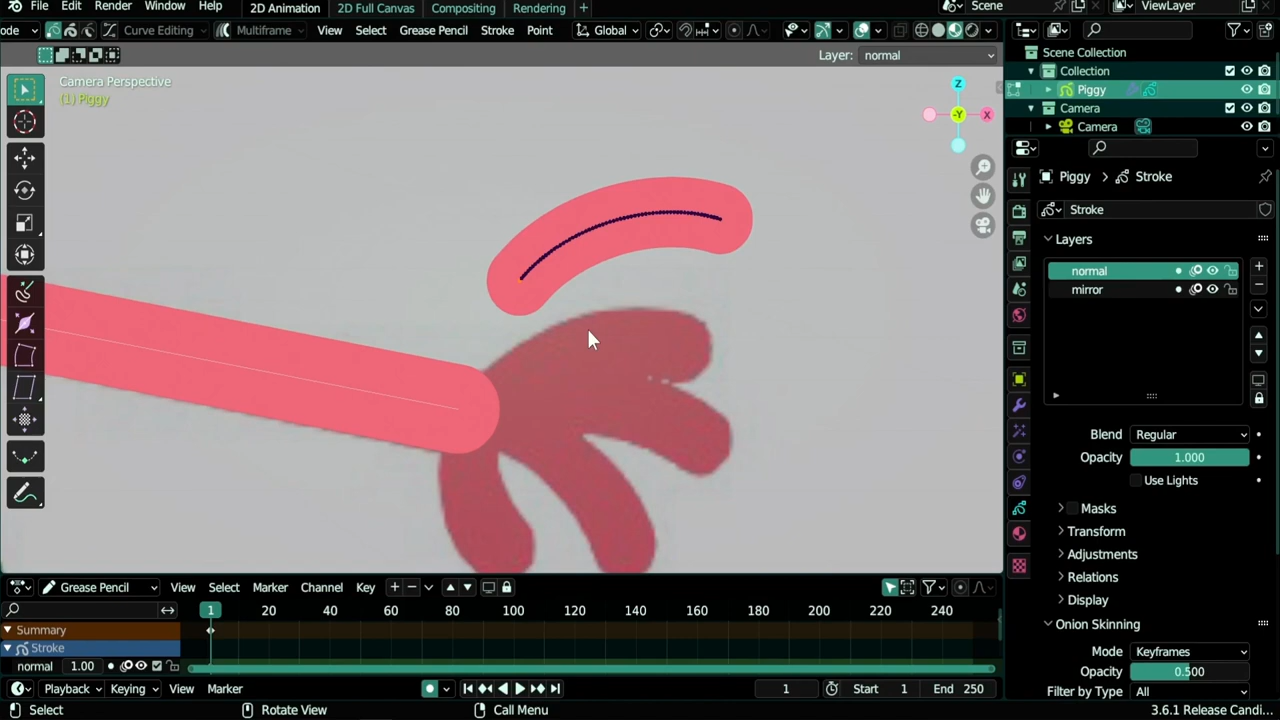 File Edit Render Window Help 2D Animation 2D Full Canvas Compositing Rendering + Scene ViewLayer
ode Curve Editing Multiframe View Select Grease Pencil Stroke Point Global
Layer: normal
Camera Perspective
(1) Piggy
Z
-Y X
Scene Collection
Collection
Piggy
Camera
Camera
Piggy > Stroke
Stroke
Layers
normal
mirror
Blend Regular
Opacity 1.000
Use Lights
Masks
Transform
Adjustments
Relations
Display
Onion Skinning
Mode Keyframes
Opacity 0.500
Filter by Type All
Grease Pencil View Select Marker Channel Key
1 20 40 60 80 100 120 140 160 180 200 220 240
Summary
Stroke
normal 1.00
Playback Keying View Marker 1 Start 1 End 250
Select Rotate View Call Menu 3.6.1 Release Candi...